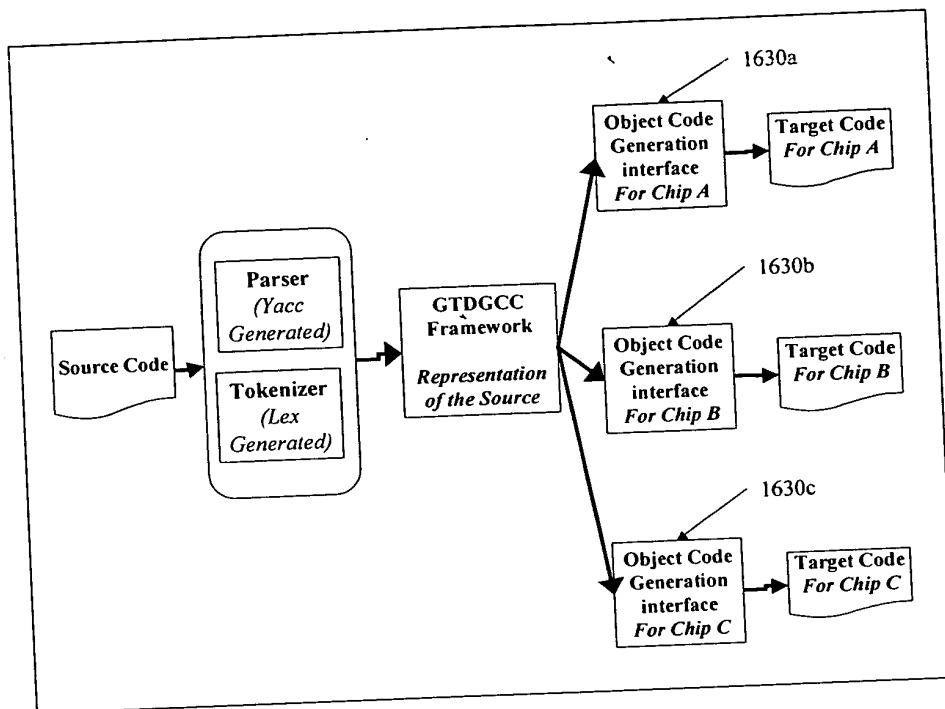 1630a
Object Code
Generation
interface
For Chip A
Target Code
For Chip A
Source Code
Parser
(Yacc
Generated)
Tokenizer
(Lex
Generated)
GTDGCC
Framework
Representation
of the Source
1630b
Object Code
Generation
interface
For Chip B
Target Code
For Chip B
1630c
Object Code
Generation
interface
For Chip C
Target Code
For Chip C